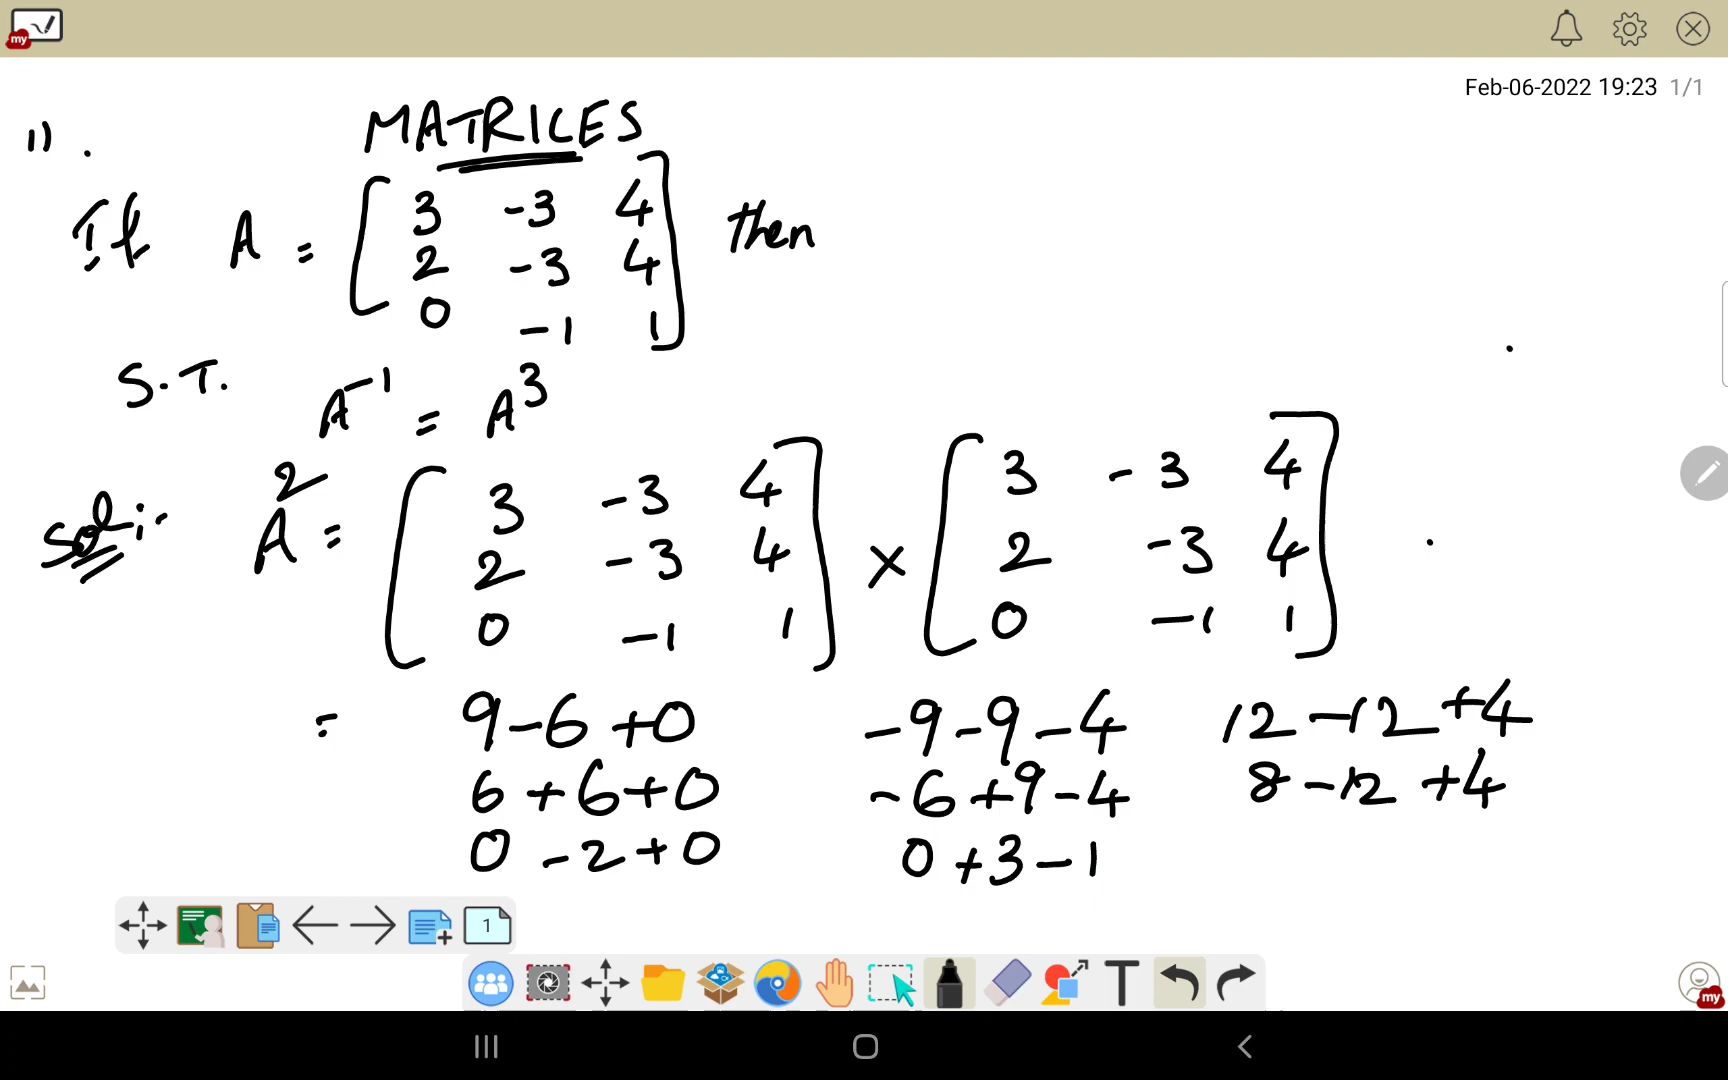 my
Feb-06-2022 19:23 1/1
1). MATRICES
If A = [ 3 -3 4
2 -3 4
0 -1 1 ] then
S.T. A^-1 = A^3
Sol:- A^2 = [ 3 -3 4
2 -3 4
0 -1 1 ] × [ 3 -3 4
2 -3 4
0 -1 1 ]
= 9-6+0 -9-9-4 12-12+4
6+6+0 -6+9-4 8-12+4
0-2+0 0+3-1
1
T
my